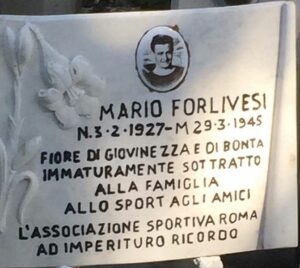 MARIO FORLIVESI
N. 3-2-1927-M 29-3-1945
FIORE DI GIOVINEZZA E DI BONTA
IMMATURAMENTE SOTTRATTO
ALLA FAMIGLIA
ALLO SPORT AGLI AMICI
L'ASSOCIAZIONE SPORTIVA ROMA
AD IMPERITURO RICORDO